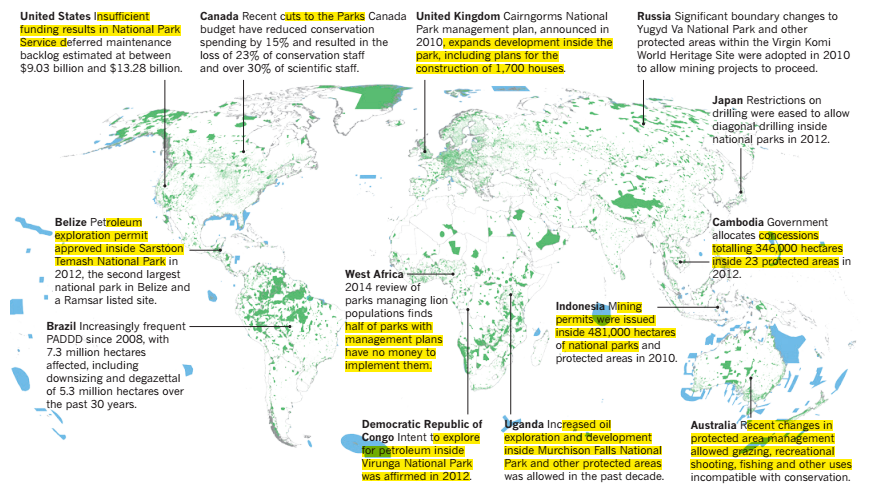 United States Insufficient
funding results in National Park
Service deferred maintenance
backlog estimated at between
$9.03 billion and $13.28 billion.
Canada Recent cuts to the Parks Canada
budget have reduced conservation
spending by 15% and resulted in the
loss of 23% of conservation staff
and over 30% of scientific staff.
United Kingdom Cairngorms National
Park management plan, announced in
2010, expands development inside the
park, including plans for the
construction of 1,700 houses.
Russia Significant boundary changes to
Yugyd Va National Park and other
protected areas within the Virgin Komi
World Heritage Site were adopted in 2010
to allow mining projects to proceed.
Japan Restrictions on
drilling were eased to allow
diagonal drilling inside
national parks in 2012.
Belize Petroleum
exploration permit
approved inside Sarstoon
Temash National Park in
2012, the second largest
national park in Belize and
a Ramsar listed site.
Cambodia Government
allocates concessions
totalling 346,000 hectares
inside 23 protected areas in
2012.
West Africa
2014 review of
parks managing lion
populations finds
half of parks with
management plans
have no money to
implement them.
Indonesia Mining
permits were issued
inside 481,000 hectares
of national parks and
protected areas in 2010.
Brazil Increasingly frequent
PADDD since 2008, with
7.3 million hectares
affected, including
downsizing and degazettal
of 5.3 million hectares over
the past 30 years.
Democratic Republic of
Congo Intent to explore
for petroleum inside
Virunga National Park
was affirmed in 2012.
Uganda Increased oil
exploration and development
inside Murchison Falls National
Park and other protected areas
was allowed in the past decade.
Australia Recent changes in
protected area management
allowed grazing, recreational
shooting, fishing and other uses
incompatible with conservation.